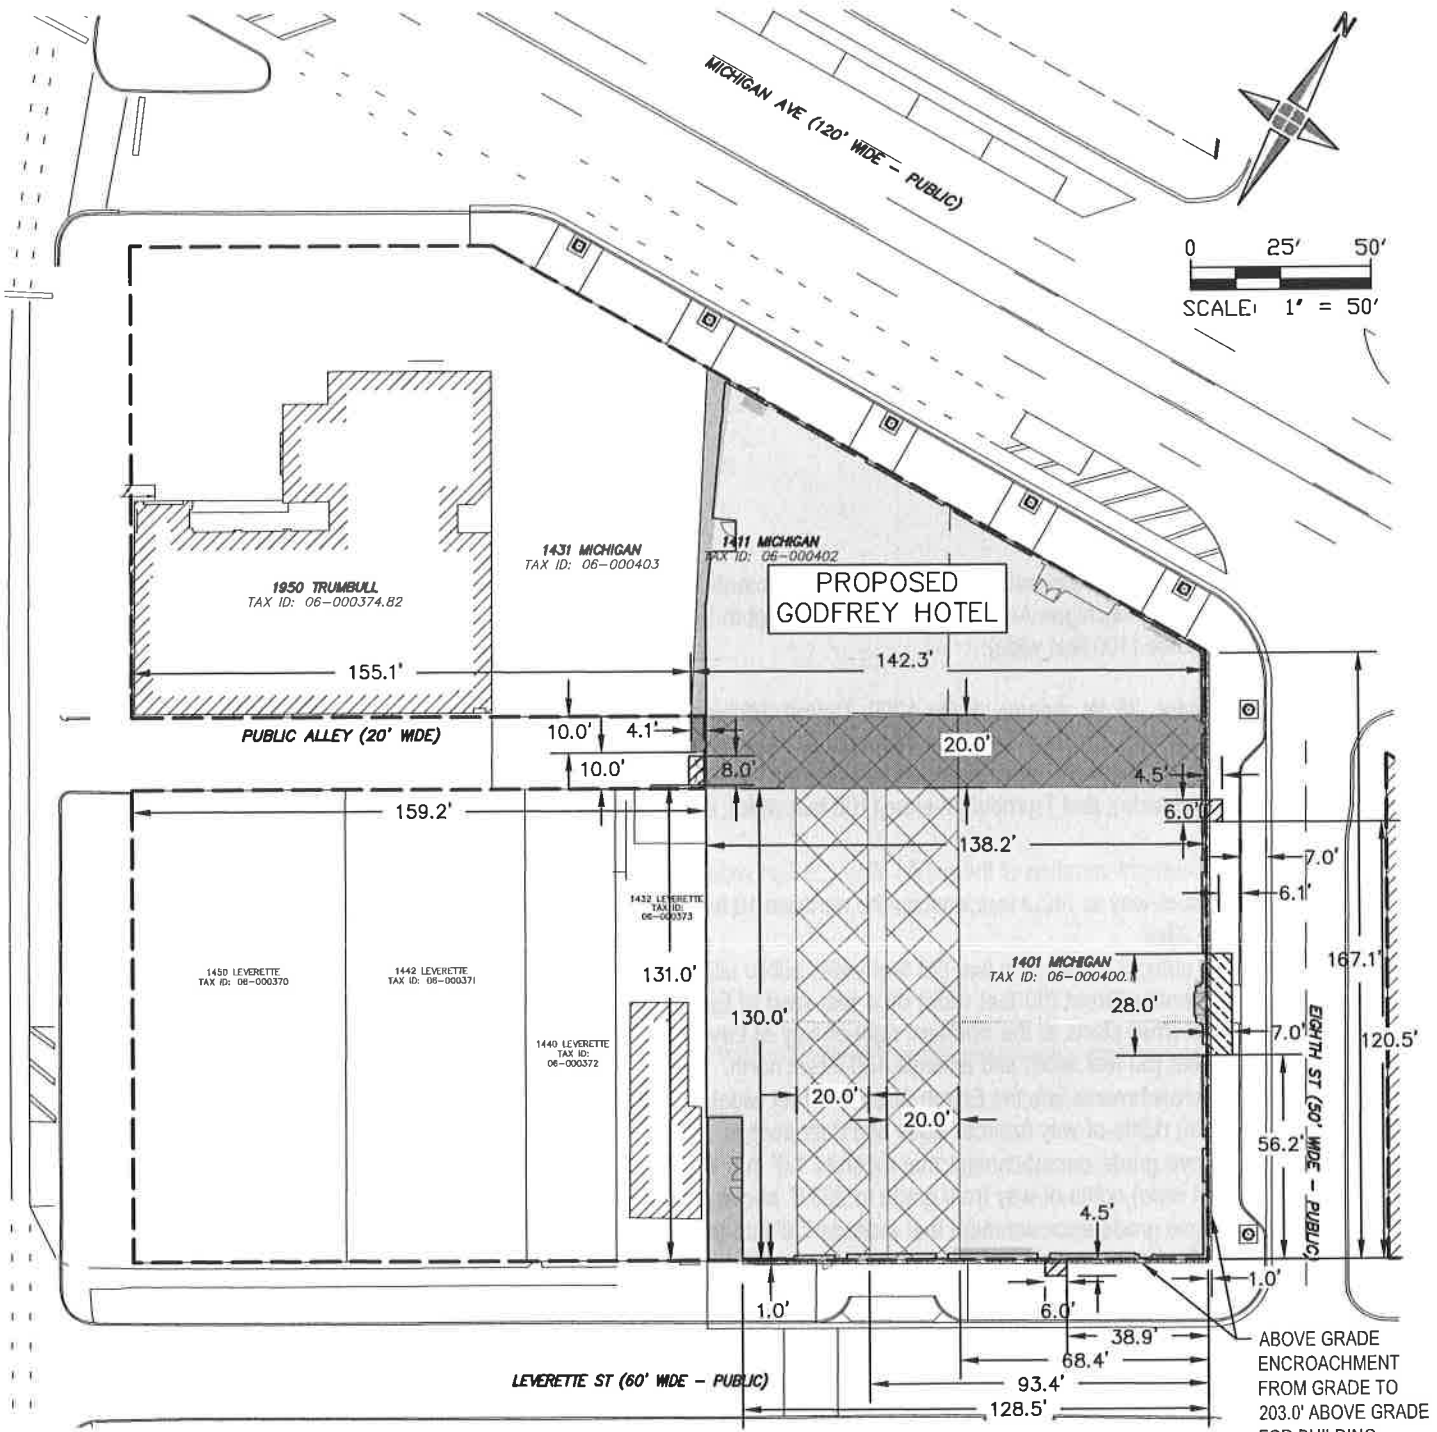 N
MICHIGAN AVE (120' WIDE – PUBLIC)
0 25' 50'
SCALE: 1" = 50'
1431 MICHIGAN
TAX ID: 06-000403
1411 MICHIGAN
TAX ID: 06-000402
PROPOSED
GODFREY HOTEL
1950 TRUMBULL
TAX ID: 06-000374.82
155.1'
142.3'
PUBLIC ALLEY (20' WIDE)
10.0'
4.1'
20.0'
10.0'
8.0'
4.5'
6.0'
159.2'
138.2'
7.0'
6.1'
1432 LEVERETTE
TAX ID:
06-000373
1450 LEVERETTE
TAX ID: 06-000370
1442 LEVERETTE
TAX ID: 06-000371
131.0'
1401 MICHIGAN
TAX ID: 06-000400.
167.1'
28.0'
130.0'
7.0'
120.5'
1440 LEVERETTE
TAX ID:
06-000372
EIGHTH ST (50' WIDE – PUBLIC)
20.0'
20.0'
56.2'
4.5'
1.0'
1.0'
6.0'
38.9'
68.4'
93.4'
128.5'
LEVERETTE ST (60' WIDE – PUBLIC)
ABOVE GRADE
ENCROACHMENT
FROM GRADE TO
203.0' ABOVE GRADE
FOR BUILDING